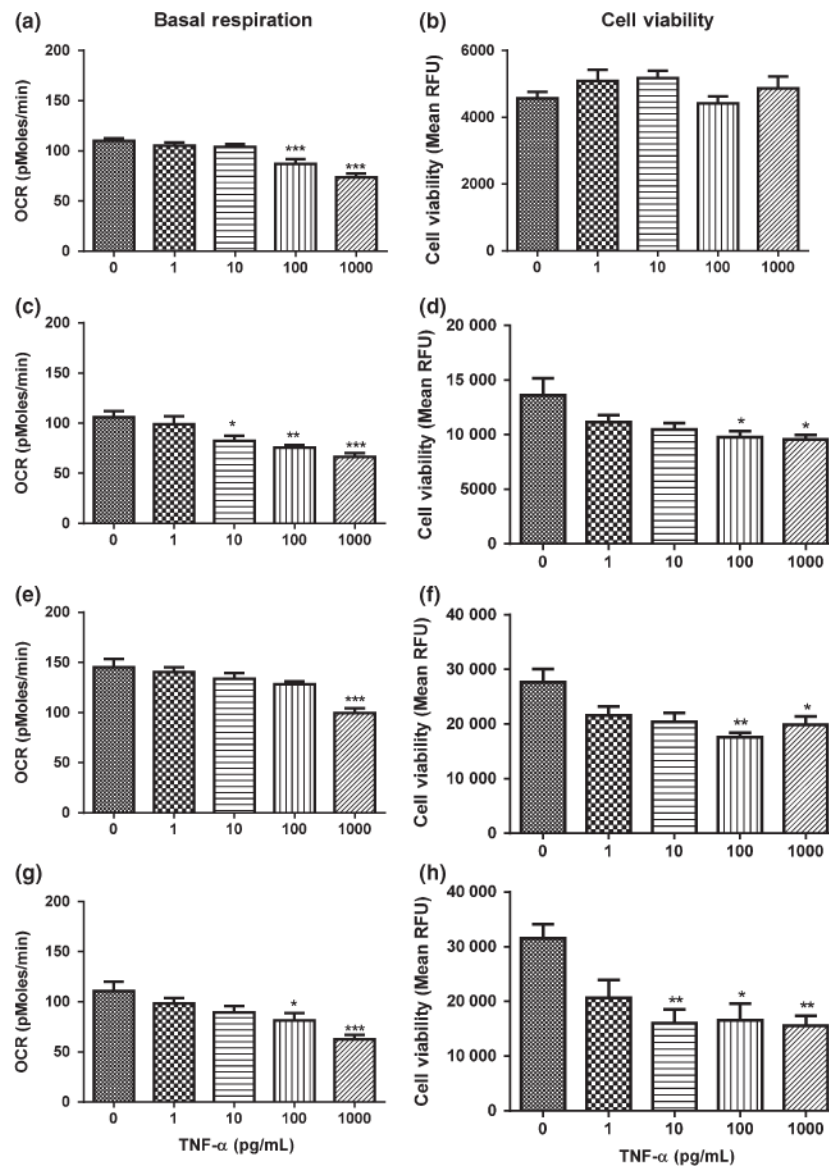 (a) Basal respiration
200
150
100
50
0
OCR (pMoles/min)
*** ***
0 1 10 100 1000
(b) Cell viability
6000
4000
2000
0
Cell viability (Mean RFU)
0 1 10 100 1000
(c)
200
150
100
50
0
OCR (pMoles/min)
* ** ***
0 1 10 100 1000
(d)
20 000
15 000
10 000
5000
0
Cell viability (Mean RFU)
* *
0 1 10 100 1000
(e)
200
150
100
50
0
OCR (pMoles/min)
***
0 1 10 100 1000
(f)
40 000
30 000
20 000
10 000
0
Cell viability (Mean RFU)
** *
0 1 10 100 1000
(g)
200
150
100
50
0
OCR (pMoles/min)
* ***
0 1 10 100 1000
TNF-α (pg/mL)
(h)
40 000
30 000
20 000
10 000
0
Cell viability (Mean RFU)
** * **
0 1 10 100 1000
TNF-α (pg/mL)